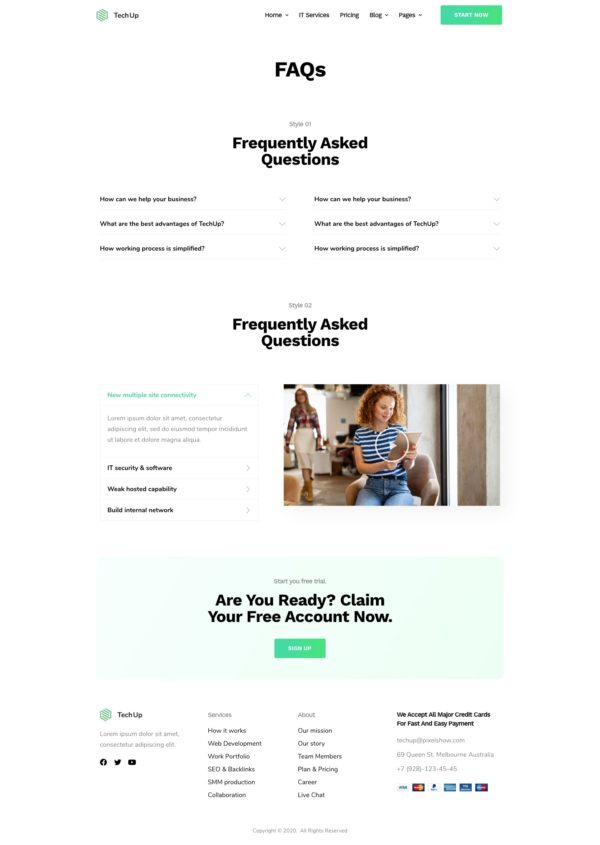 TechUp
Home IT Services Pricing Blog Pages START NOW
FAQs
Style 01
Frequently Asked
Questions
How can we help your business?
What are the best advantages of TechUp?
How working process is simplified?
How can we help your business?
What are the best advantages of TechUp?
How working process is simplified?
Style 02
Frequently Asked
Questions
New multiple site connectivity
Lorem ipsum dolor sit amet, consectetur
adipiscing elit, sed do eiusmod tempor incididunt
ut labore et dolore magna aliqua.
IT security & software
Weak hosted capability
Build internal network
Start you free trial.
Are You Ready? Claim
Your Free Account Now.
SIGN UP
TechUp
Lorem ipsum dolor sit amet,
consectetur adipiscing elit.
Services
How it works
Web Development
Work Portfolio
SEO & Backlinks
SMM production
Collaboration
About
Our mission
Our story
Team Members
Plan & Pricing
Career
Live Chat
We Accept All Major Credit Cards
For Fast And Easy Payment
techup@pixelshow.com
69 Queen St, Melbourne Australia
+7 (928)-123-45-45
VISA
Copyright © 2020. All Rights Reserved